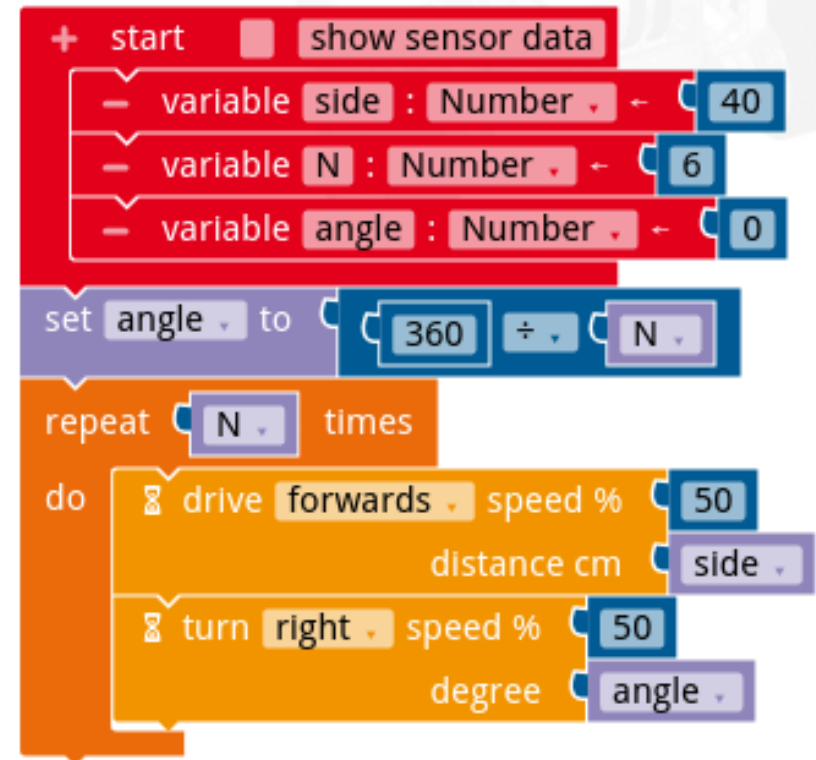 + start show sensor data
− variable side : Number ▾ ← 40
− variable N : Number ▾ ← 6
− variable angle : Number ▾ ← 0
set angle ▾ to 360 ÷ ▾ N ▾
repeat N ▾ times
do drive forwards ▾ speed % 50
distance cm side ▾
turn right ▾ speed % 50
degree angle ▾